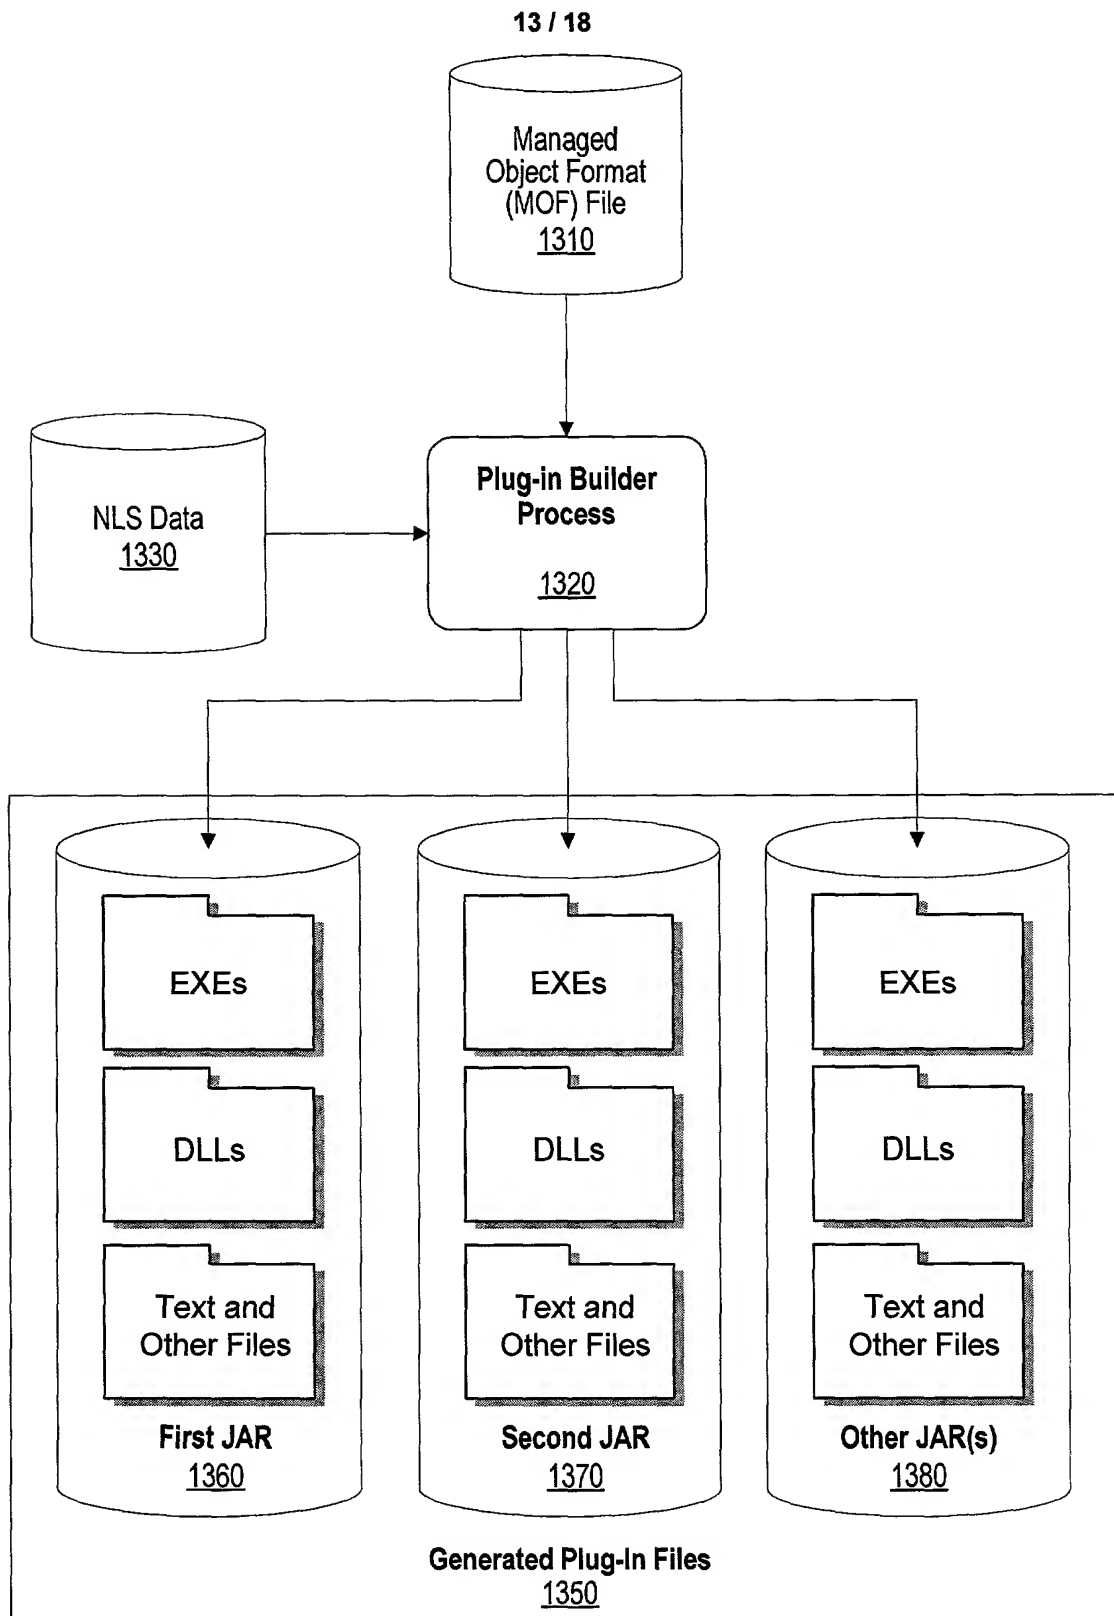 13 / 18
Managed
Object Format
(MOF) File
1310
NLS Data
1330
Plug-in Builder
Process
1320
EXEs
DLLs
Text and
Other Files
First JAR
1360
EXEs
DLLs
Text and
Other Files
Second JAR
1370
EXEs
DLLs
Text and
Other Files
Other JAR(s)
1380
Generated Plug-In Files
1350